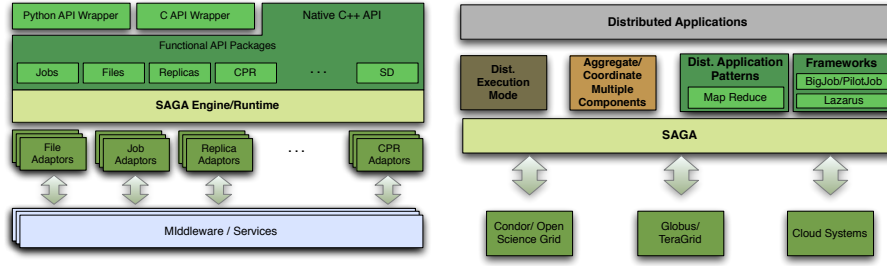 Python API Wrapper
C API Wrapper
Native C++ API
Functional API Packages
Jobs
Files
Replicas
CPR
. . .
SD
SAGA Engine/Runtime
File
Adaptors
Job
Adaptors
Replica
Adaptors
. . .
CPR
Adaptors
MIddleware / Services
Distributed Applications
Dist.
Execution
Mode
Aggregate/
Coordinate
Multiple
Components
Dist. Application
Patterns
Map Reduce
Frameworks
BigJob/PilotJob
Lazarus
SAGA
Condor/ Open
Science Grid
Globus/
TeraGrid
Cloud Systems